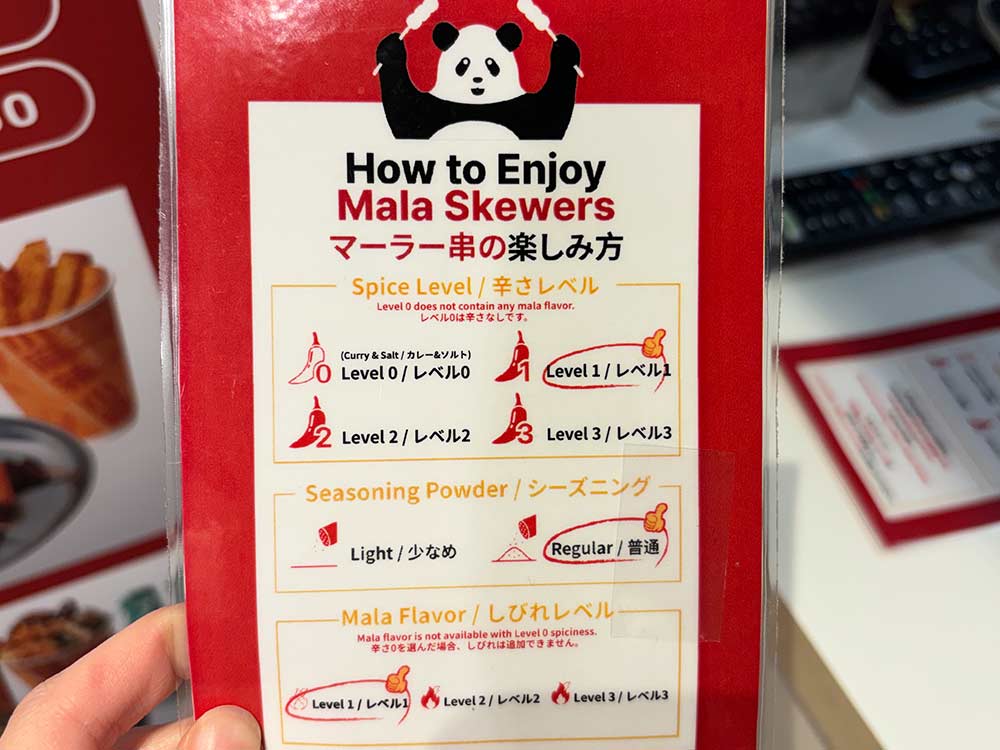 How to Enjoy
Mala Skewers
マーラー串の楽しみ方
Spice Level / 辛さレベル
Level 0 does not contain any mala flavor.
レベル0は辛さなしです。
(Curry & Salt / カレー&ソルト)
0 Level 0 / レベル0
1 Level 1 / レベル1
2 Level 2 / レベル2
3 Level 3 / レベル3
Seasoning Powder / シーズニング
Light / 少なめ
Regular / 普通
Mala Flavor / しびれレベル
Mala flavor is not available with Level 0 spiciness.
辛さ0を選んだ場合、しびれは追加できません。
Level 1 / レベル1
Level 2 / レベル2
Level 3 / レベル3